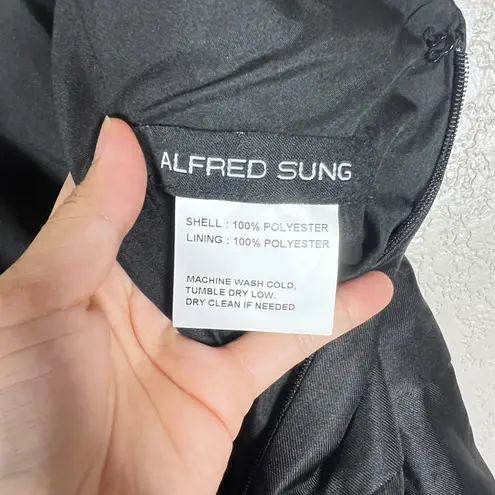 ALFRED SUNG
SHELL : 100% POLYESTER
LINING : 100% POLYESTER
MACHINE WASH COLD,
TUMBLE DRY LOW.
DRY CLEAN IF NEEDED